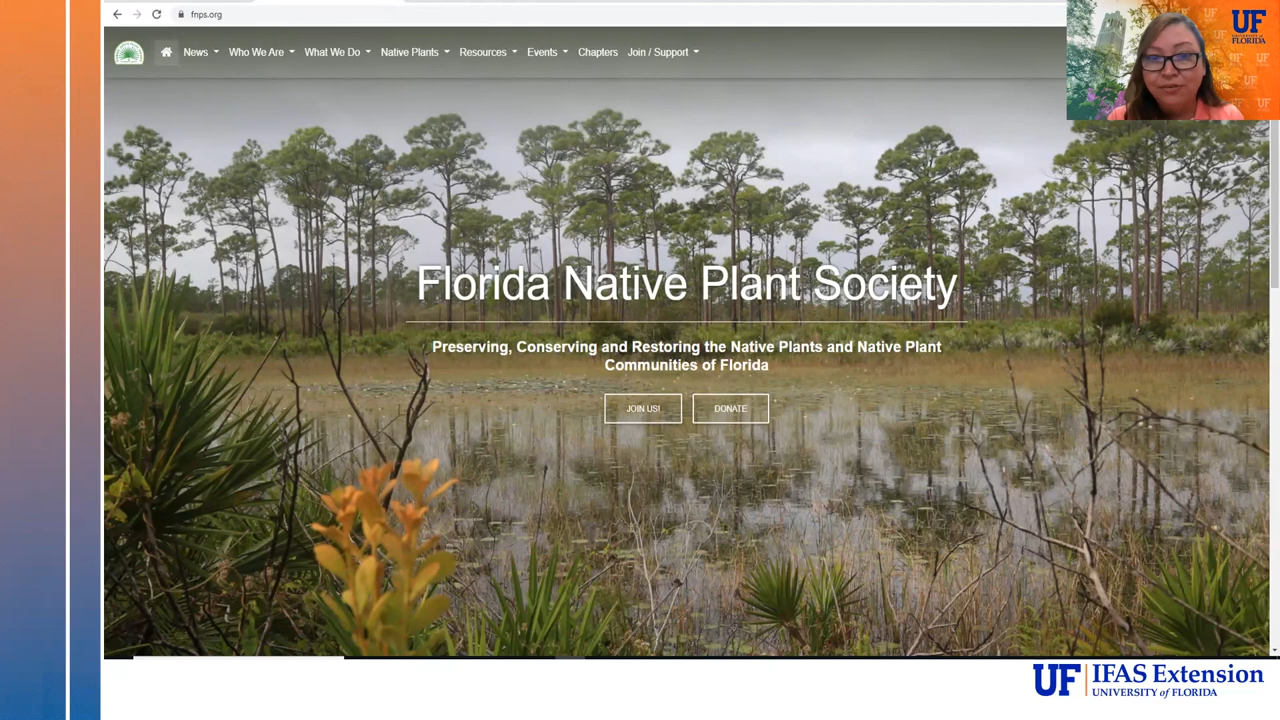 fnps.org
News Who We Are What We Do Native Plants Resources Events Chapters Join / Support
UF
UNIVERSITY of
FLORIDA
Florida Native Plant Society
Preserving, Conserving and Restoring the Native Plants and Native Plant
Communities of Florida
JOIN US! DONATE
UF IFAS Extension
UNIVERSITY of FLORIDA